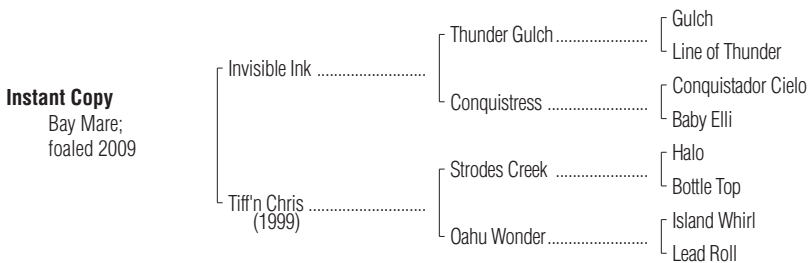 Instant Copy
Bay Mare;
foaled 2009
Invisible Ink ..........................
Tiff'n Chris ............................
(1999)
Thunder Gulch......................
Conquistress ......................
Strodes Creek ......................
Oahu Wonder........................
Gulch
Line of Thunder
Conquistador Cielo
Baby Elli
Halo
Bottle Top
Island Whirl
Lead Roll